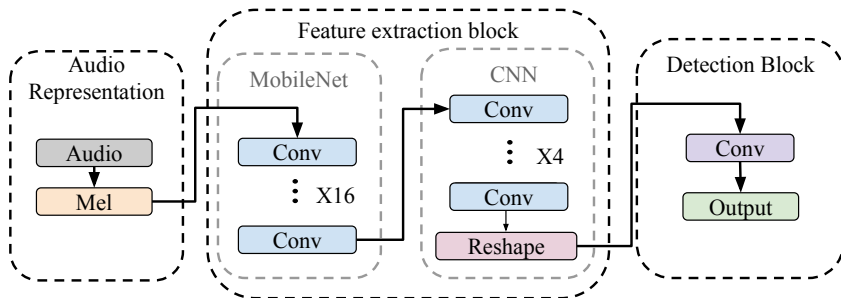 Audio
Representation
Audio
Mel
Feature extraction block
MobileNet
Conv
X16
Conv
CNN
Conv
X4
Conv
Reshape
Detection Block
Conv
Output